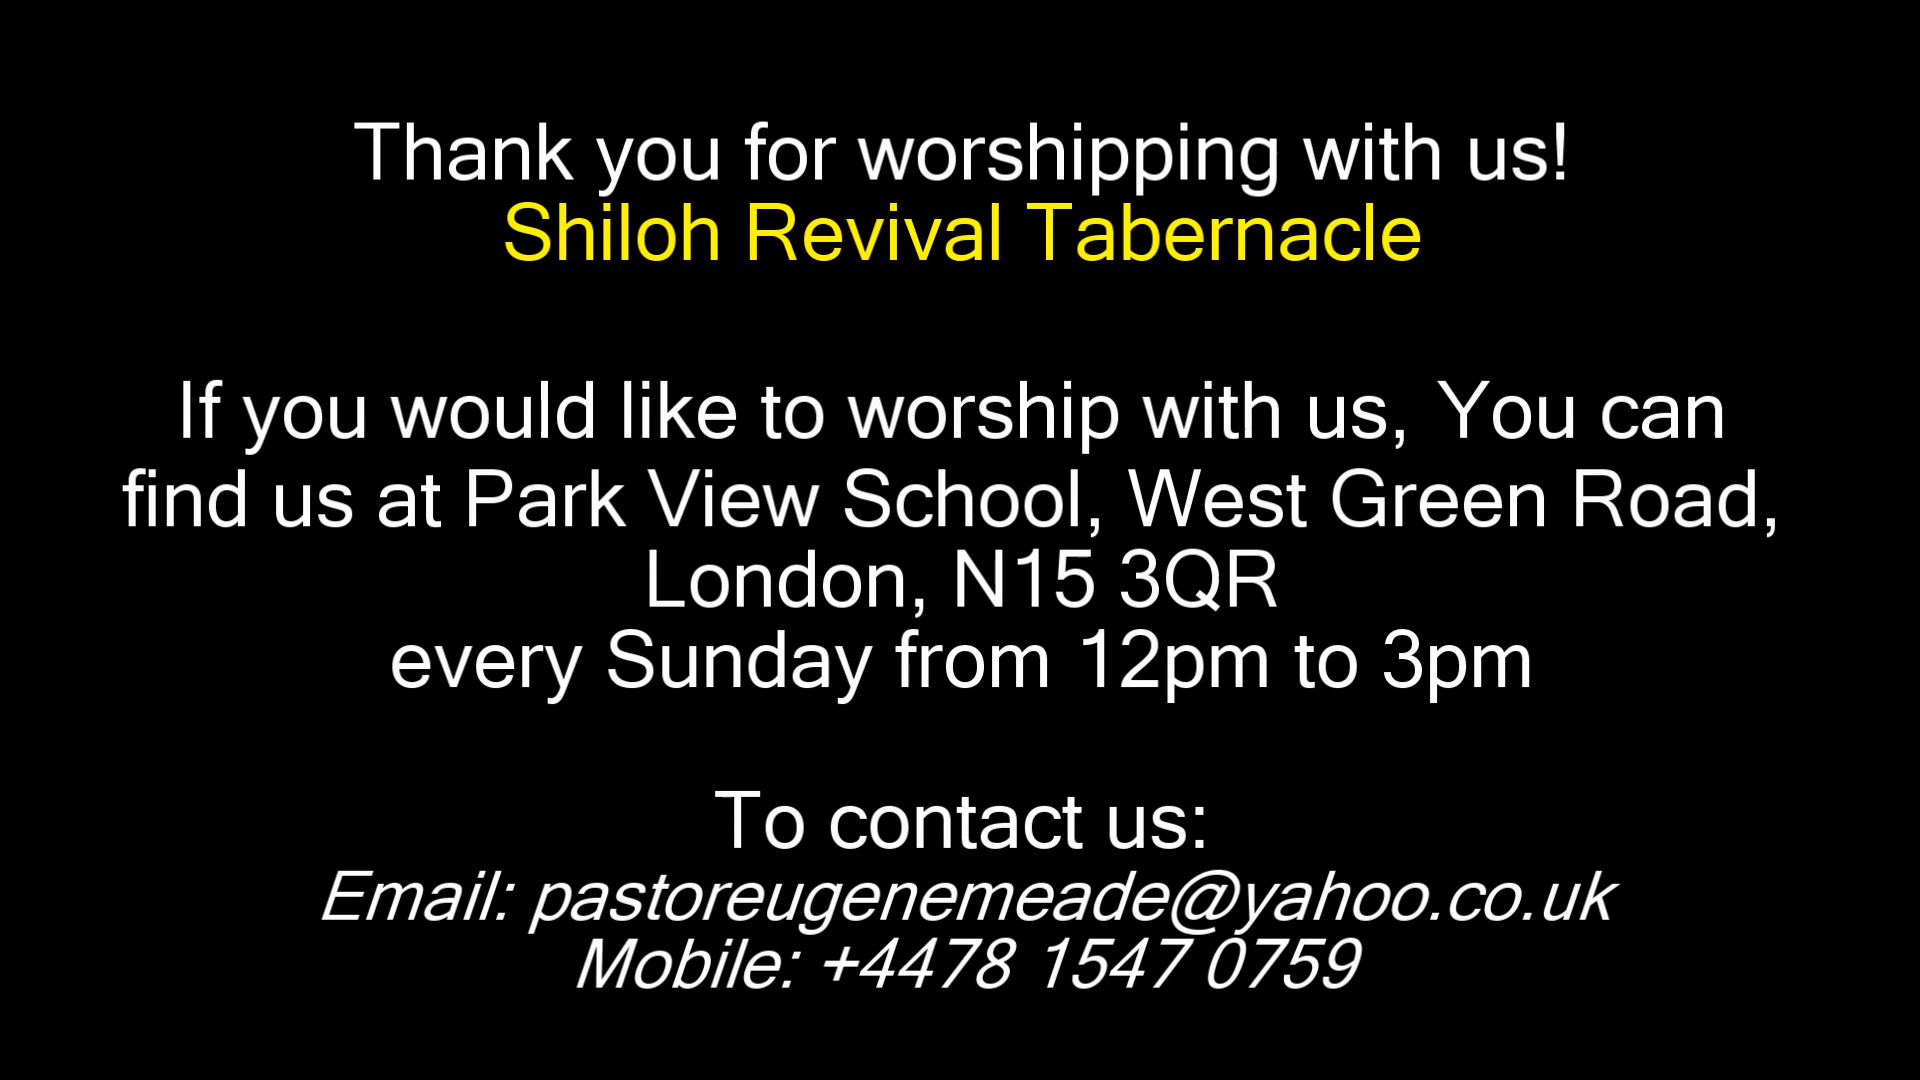 Thank you for worshipping with us!
Shiloh Revival Tabernacle
If you would like to worship with us, You can
find us at Park View School, West Green Road,
London, N15 3QR
every Sunday from 12pm to 3pm
To contact us:
Email: pastoreugenemeade@yahoo.co.uk
Mobile: +4478 1547 0759